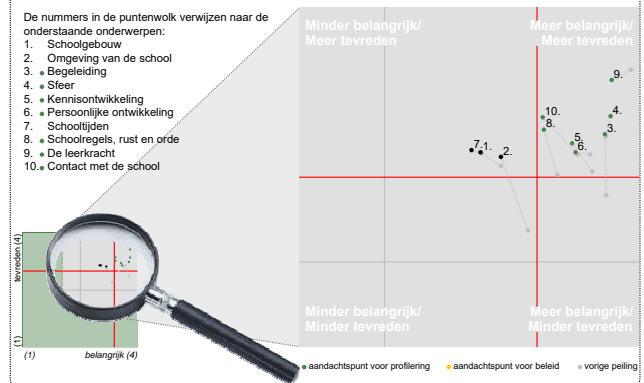 De nummers in de puntenwolk verwijzen naar de
onderstaande onderwerpen:
1. Schoolgebouw
2. Omgeving van de school
3. Begeleiding
4. Sfeer
5. Kennisontwikkeling
6. Persoonlijke ontwikkeling
7. Schooltijden
8. Schoolregels, rust en orde
9. De leerkracht
10. Contact met de school
Minder belangrijk/
Meer tevreden
Meer belangrijk/
Meer tevreden
9.
10.
4.
8.
3.
5.
7.
1.
6.
2.
Minder belangrijk/
Minder tevreden
Meer belangrijk/
Minder tevreden
tevreden (4)
(1)
(1)
belangrijk (4)
aandachtspunt voor profilering
aandachtspunt voor beleid
vorige peiling